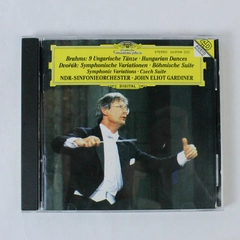 Brahms: 9 Ungarische Tänze · Hungarian Dances
Dvořák: Symphonische Variationen · Böhmische Suite
Symphonic Variations · Czech Suite
NDR-SINFONIEORCHESTER · JOHN ELIOT GARDINER
DIGITAL